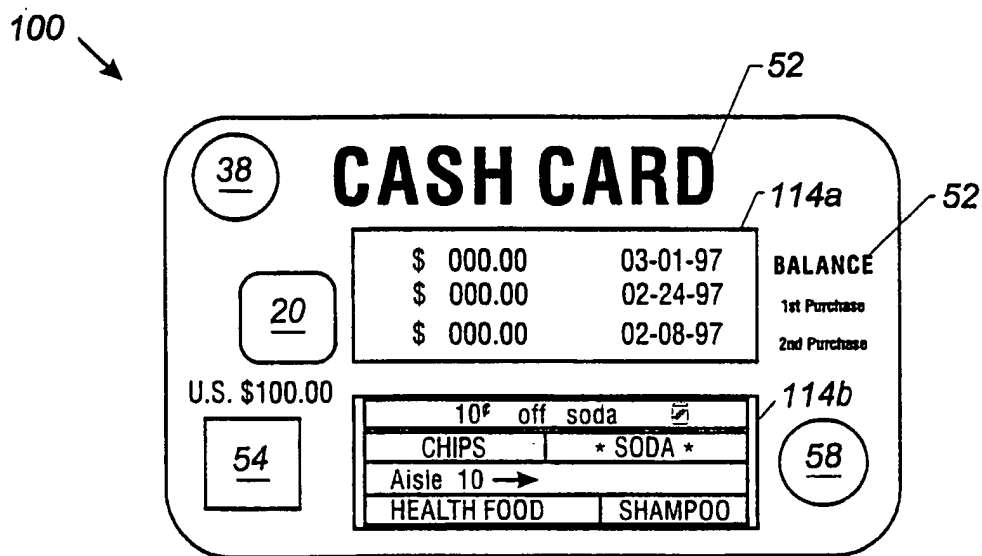 100
52
38
CASH CARD
114a
52
$ 000.00 03-01-97
BALANCE
$ 000.00 02-24-97
1st Purchase
20
$ 000.00 02-08-97
2nd Purchase
U.S. $100.00
114b
10¢ off soda
CHIPS * SODA *
54
58
Aisle 10 →
HEALTH FOOD SHAMPOO